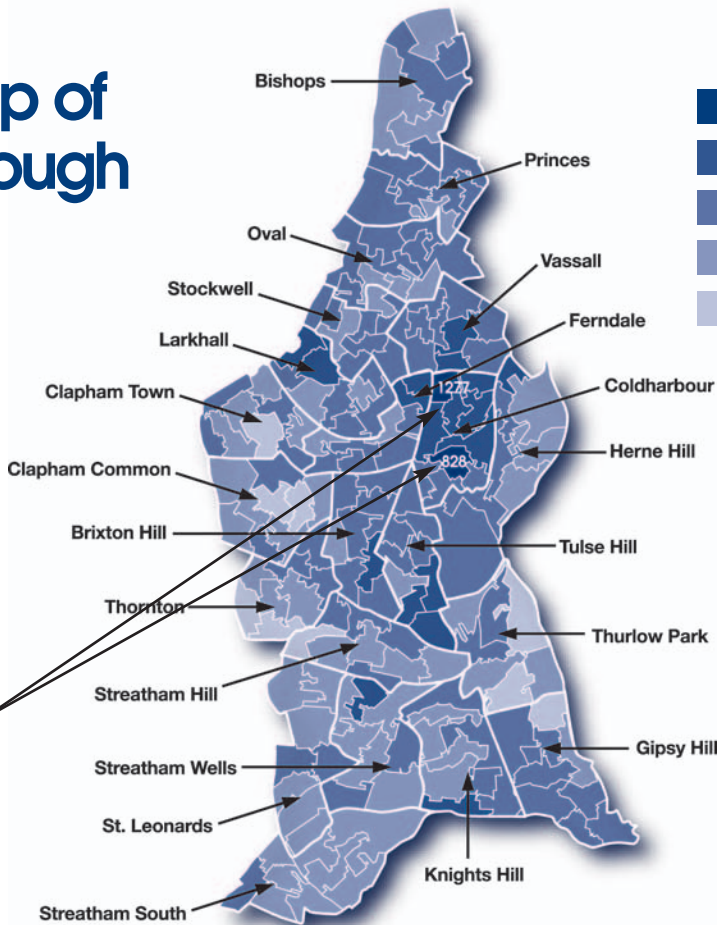 p of
ough
Bishops
Princes
Oval
Vassall
Stockwell
Ferndale
Larkhall
1277
Clapham Town
Coldharbour
Herne Hill
828
Clapham Common
Brixton Hill
Tulse Hill
Thornton
Thurlow Park
Streatham Hill
Gipsy Hill
Streatham Wells
St. Leonards
Knights Hill
Streatham South